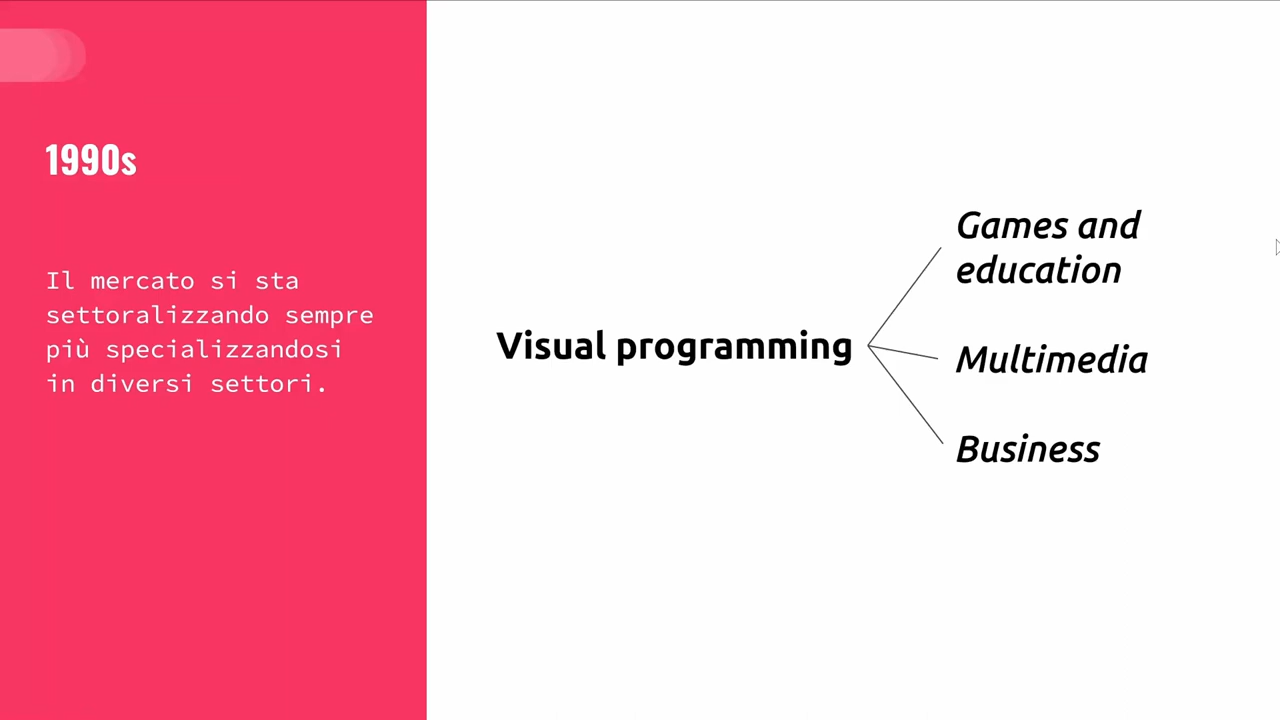 1990s
Il mercato si sta
settoralizzando sempre
più specializzandosi
in diversi settori.
Visual programming
Games and
education
Multimedia
Business